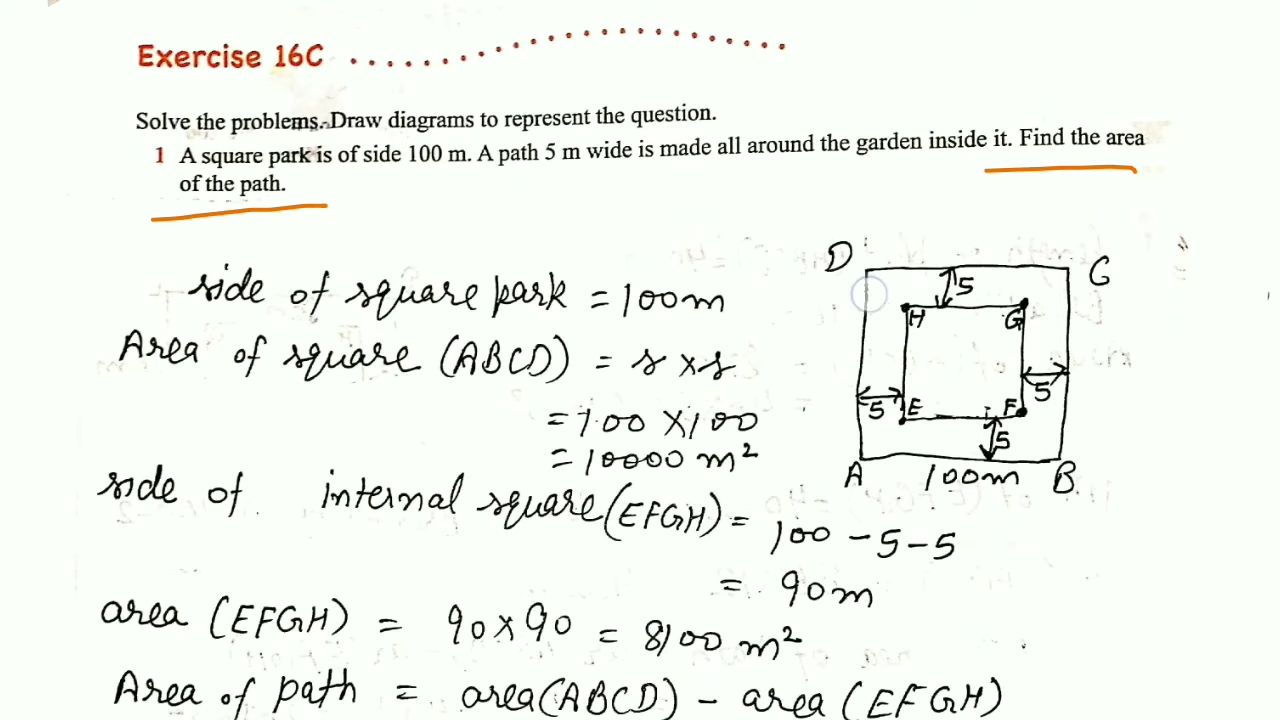 Exercise 16C
Solve the problems. Draw diagrams to represent the question.
1 A square park is of side 100 m. A path 5 m wide is made all around the garden inside it. Find the area
of the path.
side of square park = 100m
Area of square (ABCD) = s x s
= 100 x 100
= 10000 m²
side of internal square (EFGH) = 100 - 5 - 5
= 90m
area (EFGH) = 90 x 90 = 8100 m²
Area of path = area (ABCD) - area (EFGH)
D C
5
H G
5 5
E F
5
A 100m B